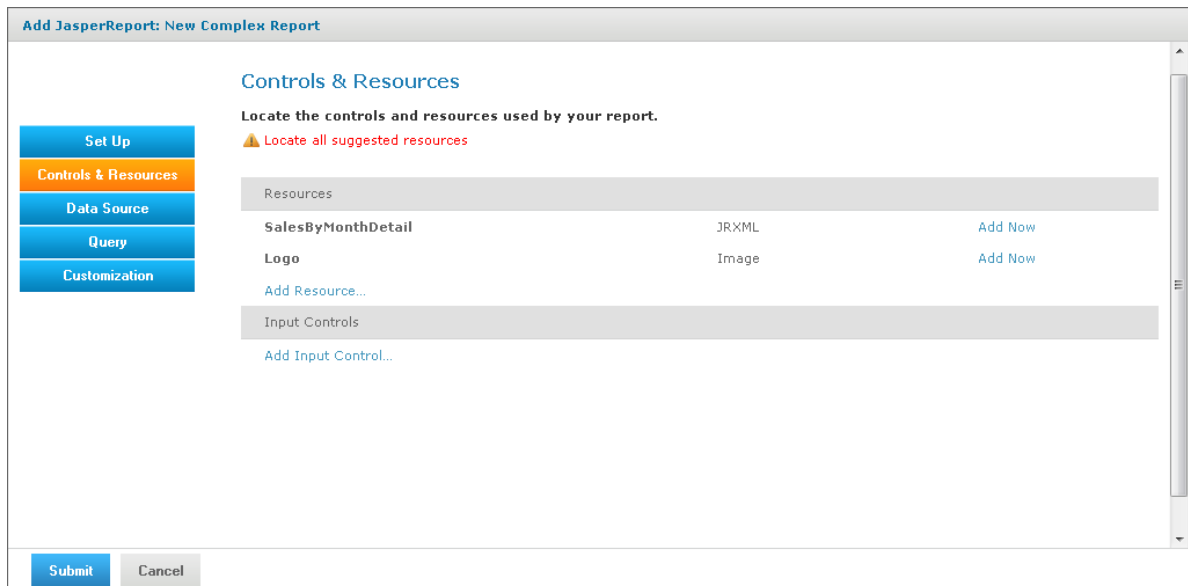 Add JasperReport: New Complex Report
Controls & Resources
Locate the controls and resources used by your report.
Locate all suggested resources
Set Up
Controls & Resources
Data Source
Query
Customization
Resources
SalesByMonthDetail JRXML Add Now
Logo Image Add Now
Add Resource...
Input Controls
Add Input Control...
Submit Cancel